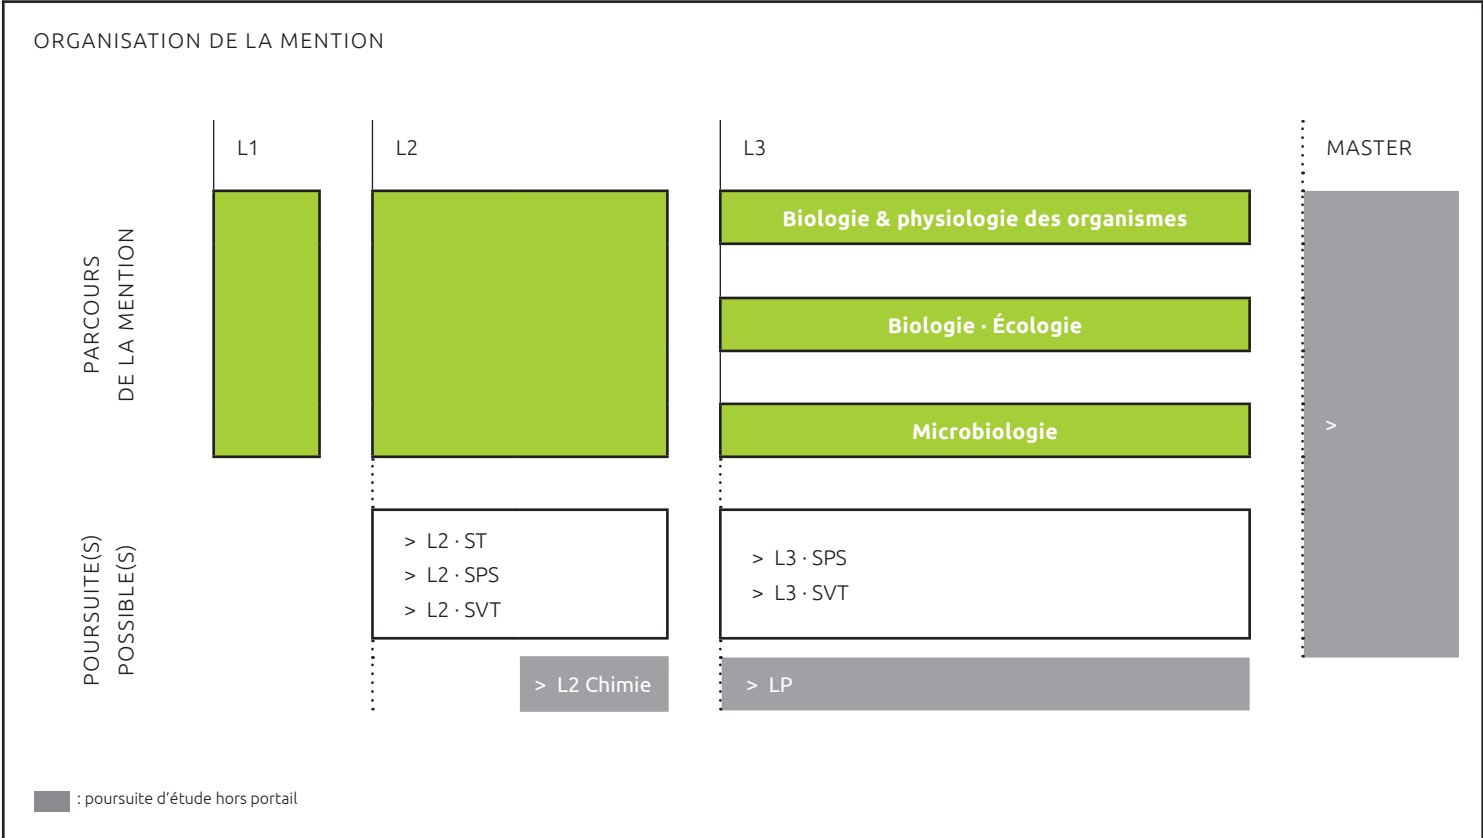 ORGANISATION DE LA MENTION
L1
L2
L3
MASTER
PARCOURS
DE LA MENTION
Biologie & physiologie des organismes
Biologie · Écologie
Microbiologie
>
POURSUITE(S)
POSSIBLE(S)
> L2 · ST
> L2 · SPS
> L2 · SVT
> L3 · SPS
> L3 · SVT
> L2 Chimie
> LP
: poursuite d'étude hors portail